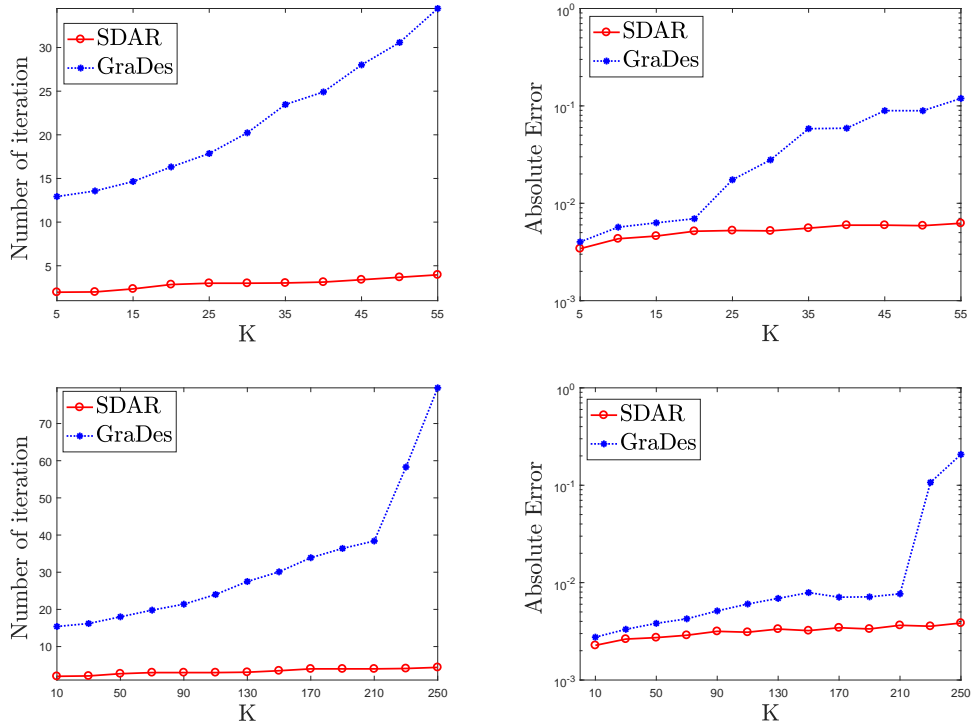 Number of iteration
30
25
20
15
10
5
SDAR
GraDes
5
15
25
35
45
55
K
Absolute Error
10^0
10^-1
10^-2
10^-3
SDAR
GraDes
5
15
25
35
45
55
K
Number of iteration
70
60
50
40
30
20
10
SDAR
GraDes
10
50
90
130
170
210
250
K
Absolute Error
10^0
10^-1
10^-2
10^-3
SDAR
GraDes
10
50
90
130
170
210
250
K